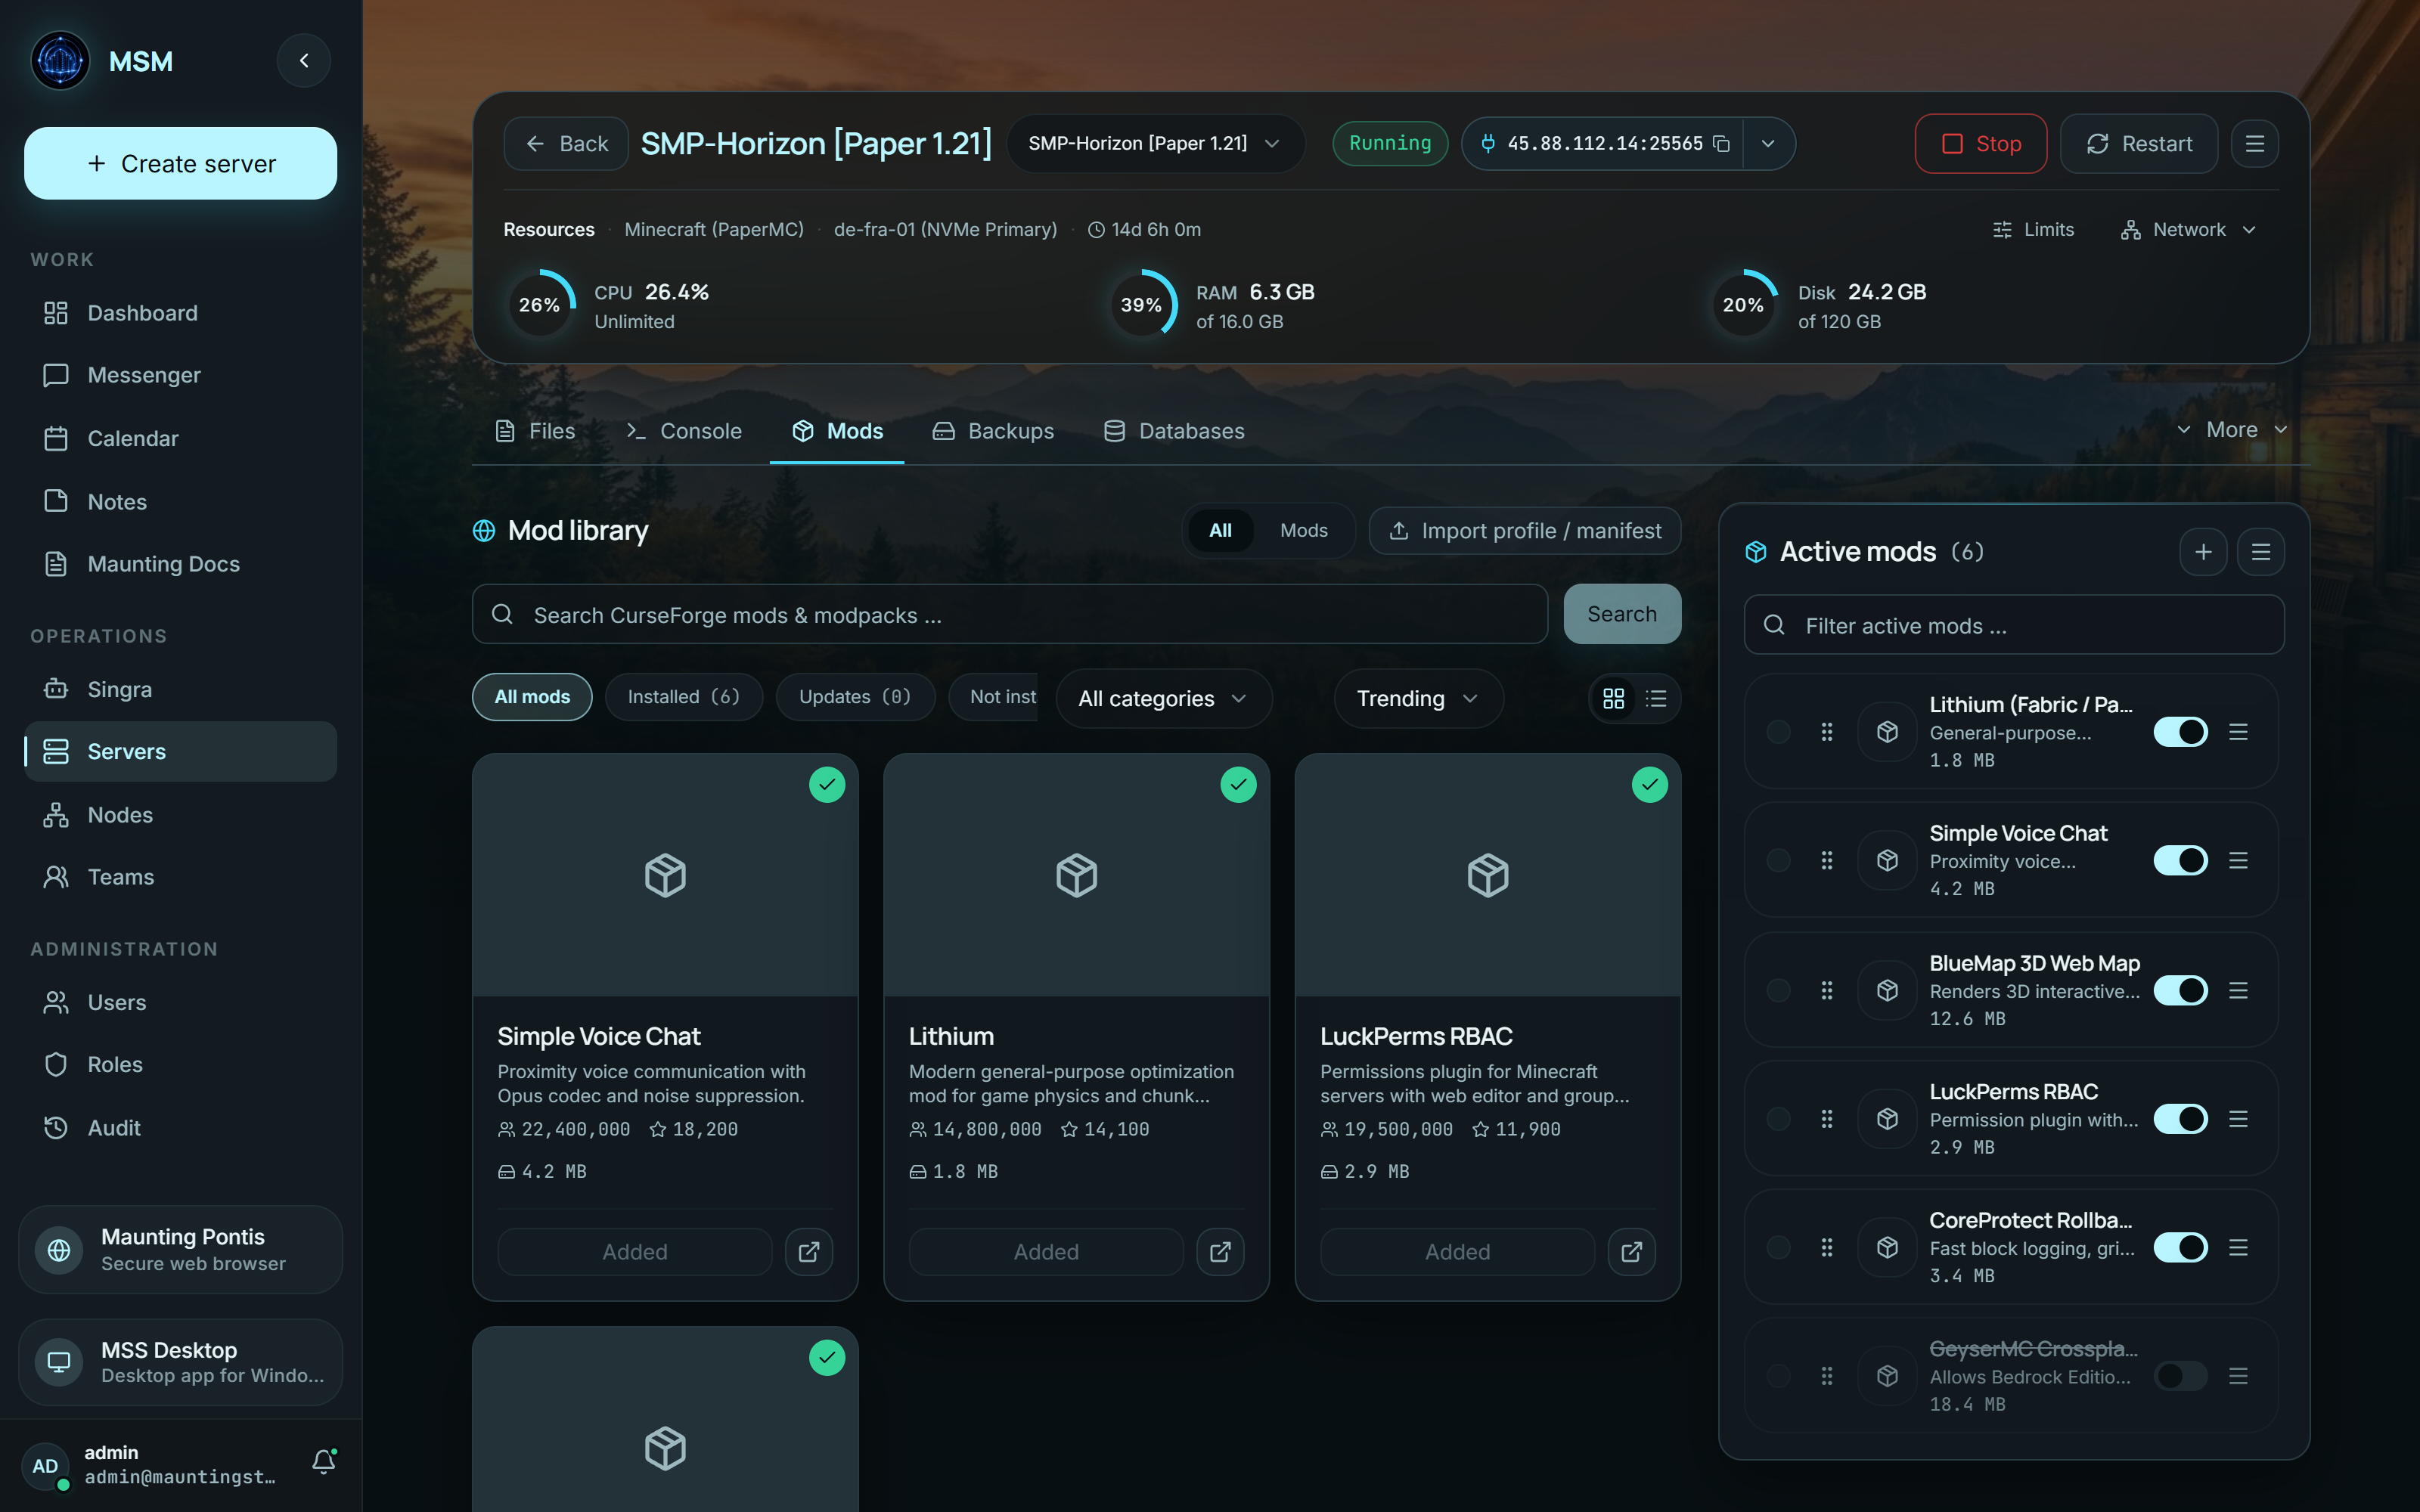 MSM
Create server
WORK
Dashboard
Messenger
Calendar
Notes
Maunting Docs
OPERATIONS
Singra
Servers
Nodes
Teams
ADMINISTRATION
Users
Roles
Audit
Maunting Pontis
Secure web browser
MSS Desktop
Desktop app for Windo...
AD
admin
admin@mauntingst...
Back
SMP-Horizon [Paper 1.21]
SMP-Horizon [Paper 1.21]
Running
45.88.112.14:25565
Stop
Restart
Resources · Minecraft (PaperMC) · de-fra-01 (NVMe Primary) · 14d 6h 0m
Limits
Network
26%
CPU 26.4%
Unlimited
39%
RAM 6.3 GB
of 16.0 GB
20%
Disk 24.2 GB
of 120 GB
Files
Console
Mods
Backups
Databases
More
Mod library
All
Mods
Import profile / manifest
Search CurseForge mods & modpacks ...
Search
All mods
Installed (6)
Updates (0)
Not inst
All categories
Trending
Simple Voice Chat
Proximity voice communication with
Opus codec and noise suppression.
22,400,000 18,200
4.2 MB
Added
Lithium
Modern general-purpose optimization
mod for game physics and chunk...
14,800,000 14,100
1.8 MB
Added
LuckPerms RBAC
Permissions plugin for Minecraft
servers with web editor and group...
19,500,000 11,900
2.9 MB
Added
Active mods (6)
Filter active mods ...
Lithium (Fabric / Pa...
General-purpose...
1.8 MB
Simple Voice Chat
Proximity voice...
4.2 MB
BlueMap 3D Web Map
Renders 3D interactive...
12.6 MB
LuckPerms RBAC
Permission plugin with...
2.9 MB
CoreProtect Rollba...
Fast block logging, gri...
3.4 MB
GeyserMC Crosspla...
Allows Bedrock Editio...
18.4 MB